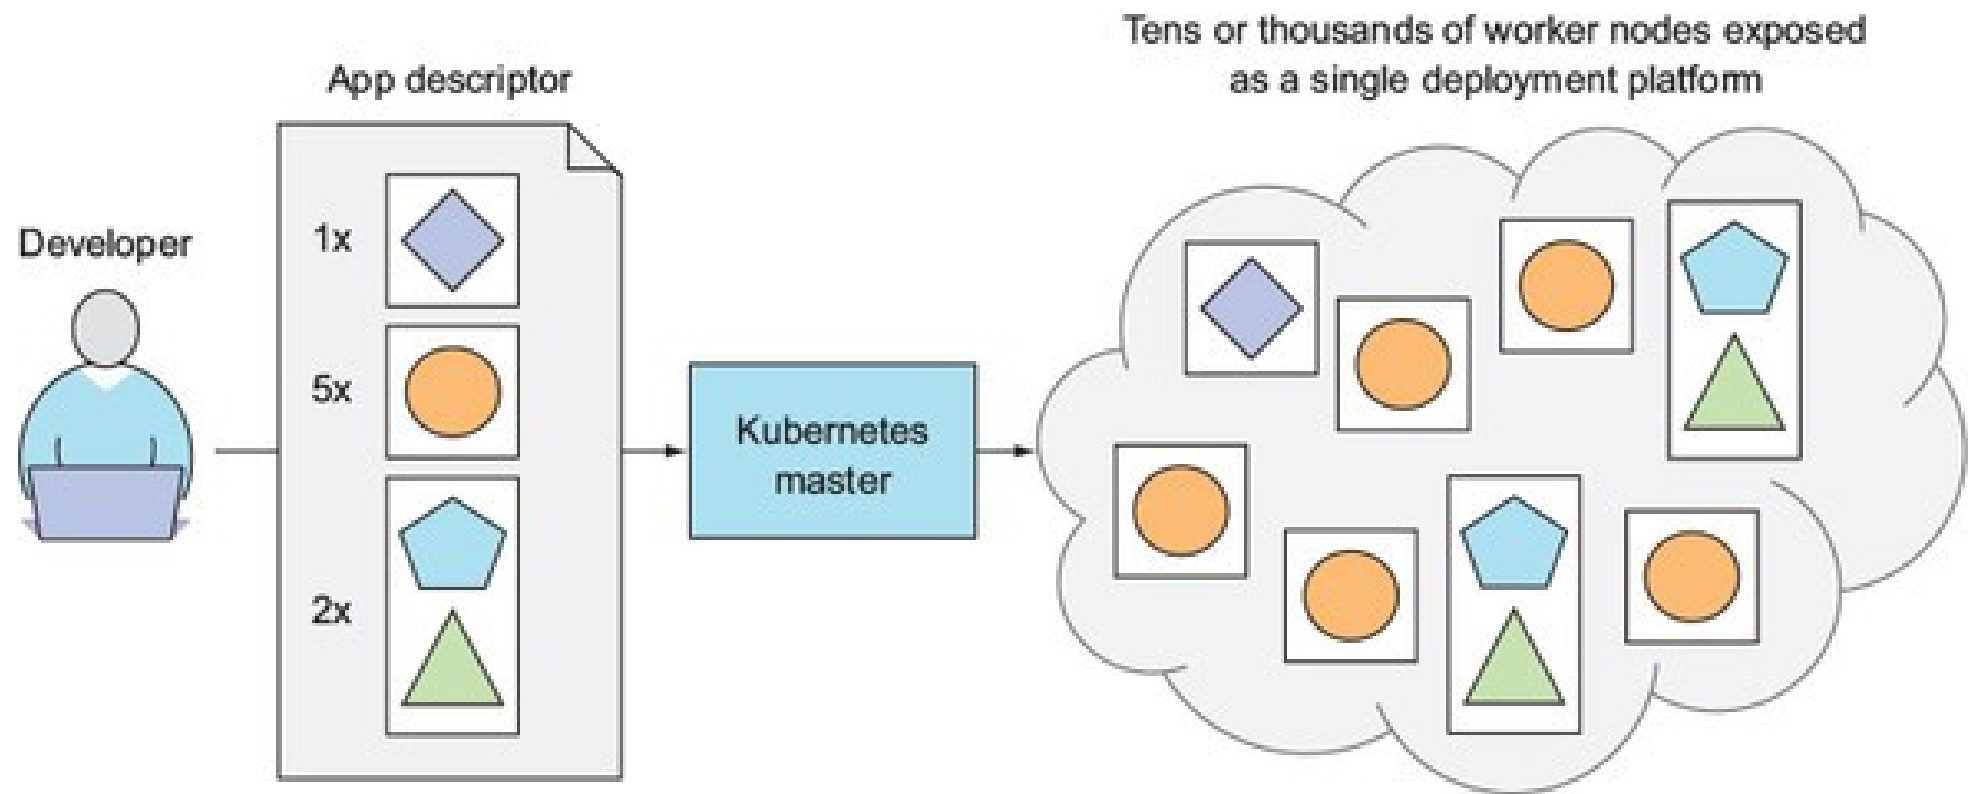 Developer
App descriptor
1x
5x
2x
Kubernetes
master
Tens or thousands of worker nodes exposed
as a single deployment platform